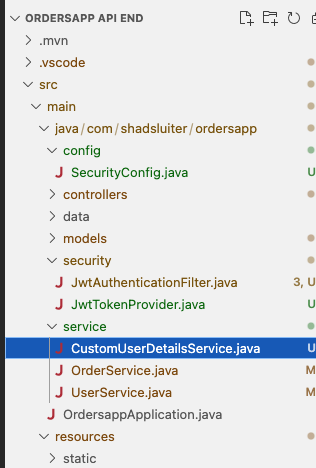 ORDERSAPP API END
.mvn
.vscode
src
main
java/com/shadsluiter/ordersapp
config
J SecurityConfig.java U
controllers
data
models
security
J JwtAuthenticationFilter.java 3, U
J JwtTokenProvider.java U
service
J CustomUserDetailsService.java U
J OrderService.java M
J UserService.java M
J OrdersappApplication.java
resources
static